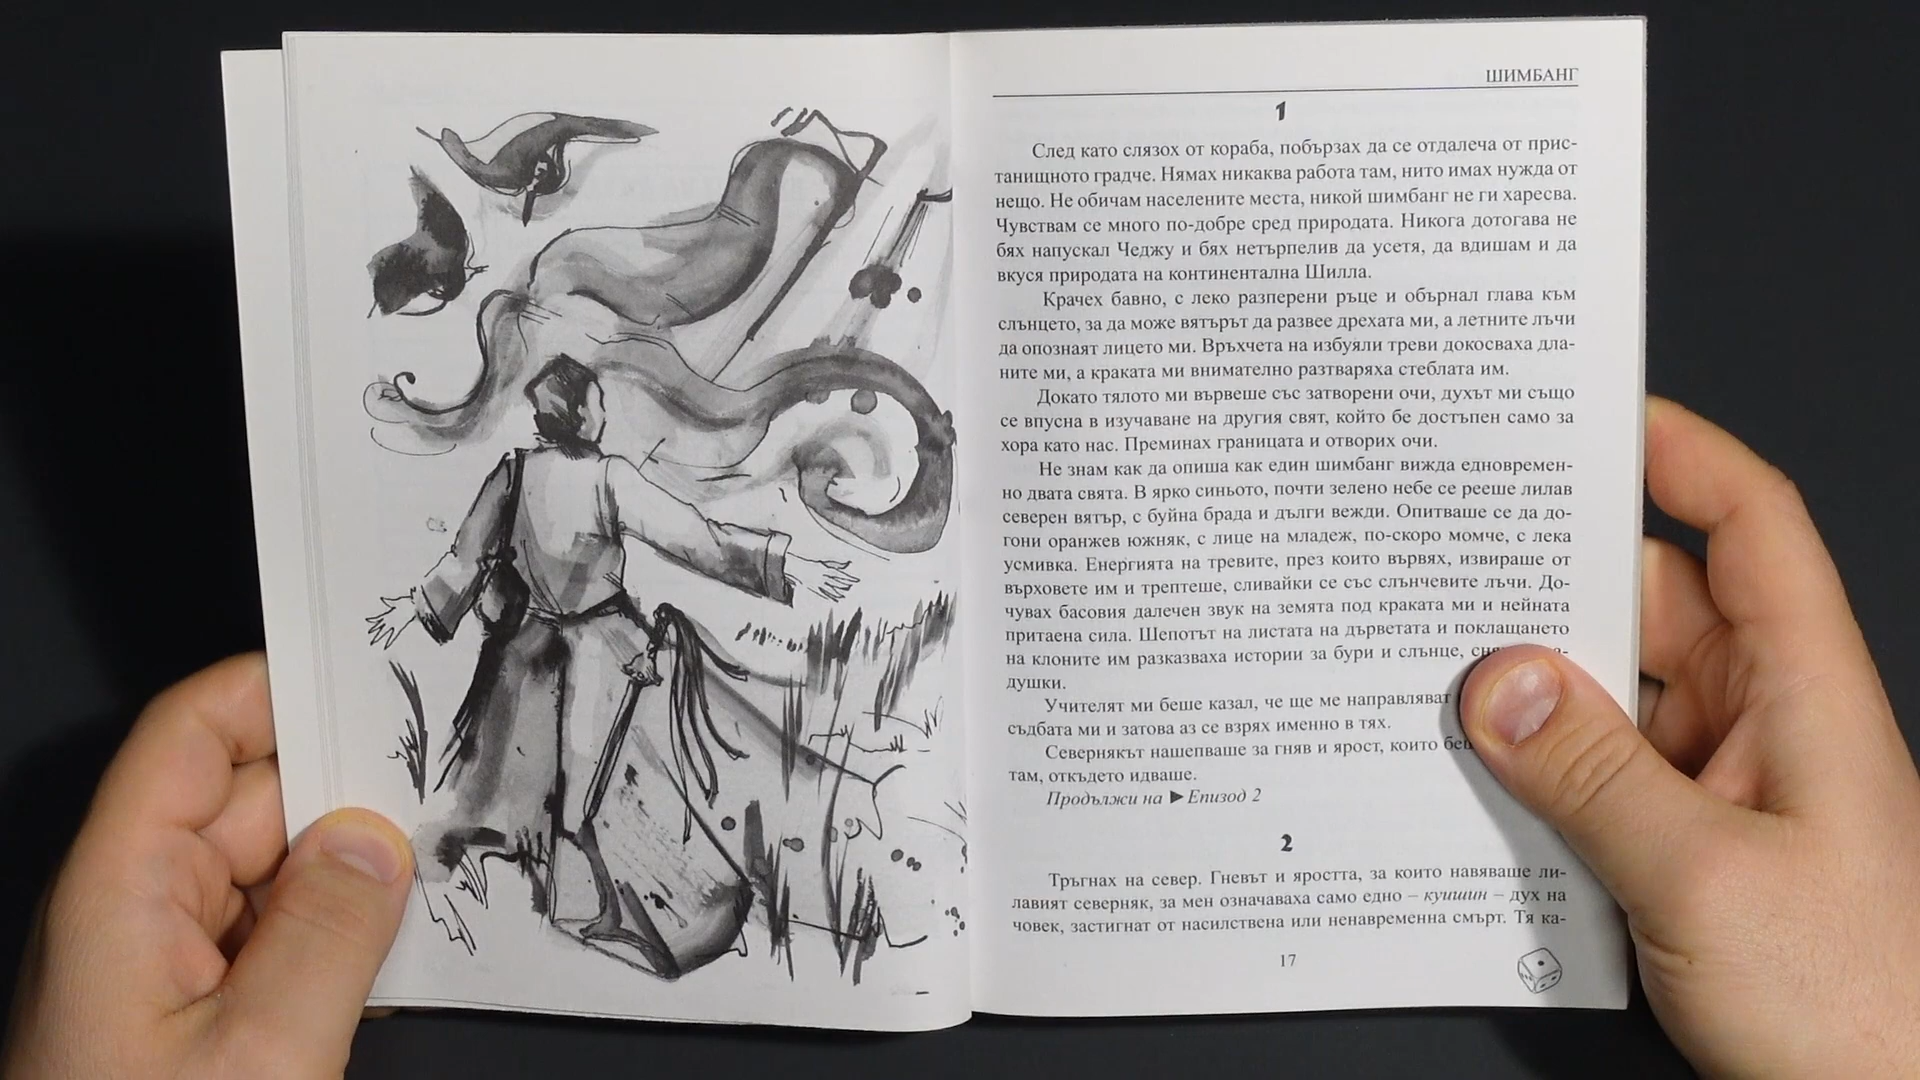 ШИМБАНГ
1
След като слязох от кораба, побързах да се отдалеча от прис-
танищното градче. Нямах никаква работа там, нито имах нужда от
нещо. Не обичам населените места, никой шимбанг не ги харесва.
Чувствам се много по-добре сред природата. Никога дотогава не
бях напускал Чеджу и бях нетърпелив да усетя, да вдишам и да
вкуся природата на континентална Шилла.
Крачех бавно, с леко разперени ръце и обърнал глава към
слънцето, за да може вятърът да развее дрехата ми, а летните лъчи
да опознаят лицето ми. Връхчета на избуяли треви докосваха дла-
ните ми, а краката ми внимателно разтваряха стеблата им.
Докато тялото ми вървеше със затворени очи, духът ми също
се впусна в изучаване на другия свят, който бе достъпен само за
хора като нас. Преминах границата и отворих очи.
Не знам как да опиша как един шимбанг вижда едновремен-
но двата свята. В ярко синьото, почти зелено небе се рееше лилав
северен вятър, с буйна брада и дълги вежди. Опитваше се да до-
гони оранжев южняк, с лице на младеж, по-скоро момче, с лека
усмивка. Енергията на тревите, през които вървях, извираше от
върховете им и трептеше, сливайки се със слънчевите лъчи. До-
чувах басовия далечен звук на земята под краката ми и нейната
притаена сила. Шепотът на листата на дърветата и поклащането
на клоните им разказваха истории за бури и слънце,
душки.
Учителят ми беше казал, че ще ме направляват
съдбата ми и затова аз се взрях именно в тях.
Севернякът нашепваше за гняв и ярост, които
там, откъдето идваше.
Продължи на ►Епизод 2
2
Тръгнах на север. Гневът и яростта, за които навяваше ли-
лавият северняк, за мен означаваха само едно – куишин – дух на
човек, застигнат от насилствена или ненавременна смърт. Тя ка-
17